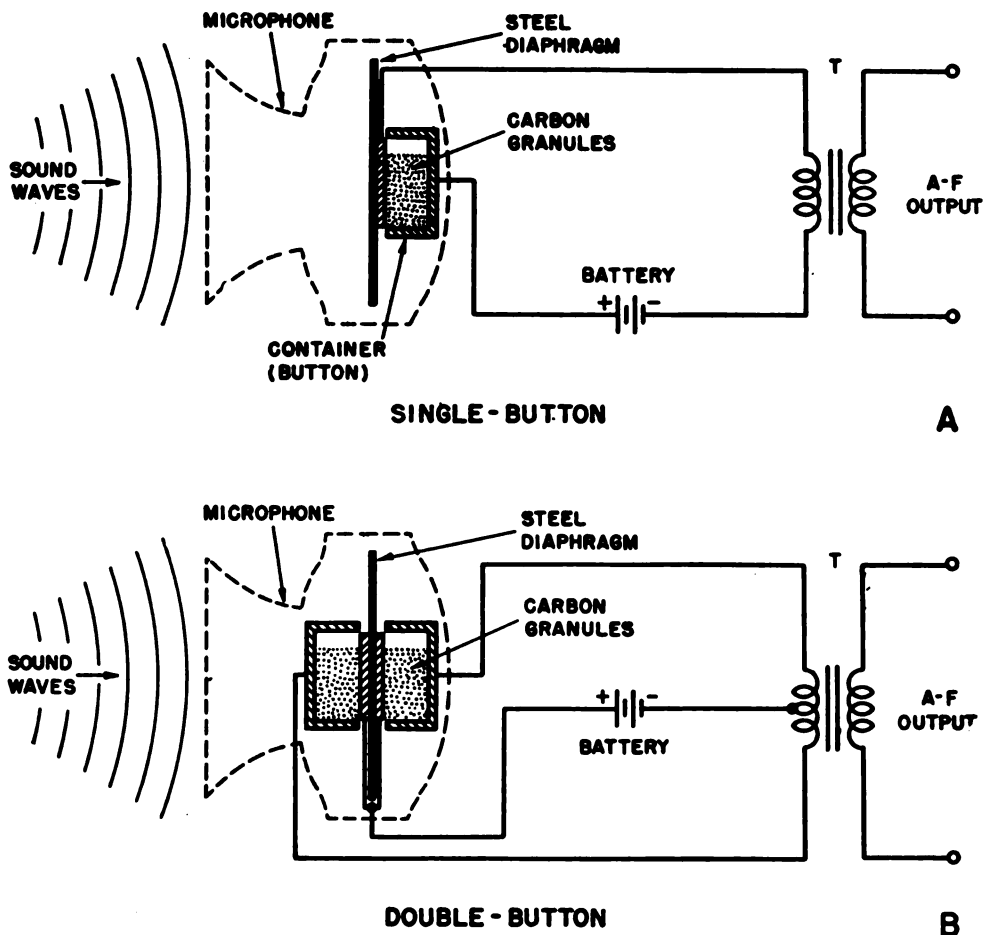 MICROPHONE
STEEL
DIAPHRAGM
T
CARBON
GRANULES
SOUND
WAVES
A-F
OUTPUT
BATTERY
+ -
CONTAINER
(BUTTON)
SINGLE-BUTTON
A
MICROPHONE
STEEL
DIAPHRAGM
T
CARBON
GRANULES
SOUND
WAVES
+ -
A-F
OUTPUT
BATTERY
DOUBLE-BUTTON
B